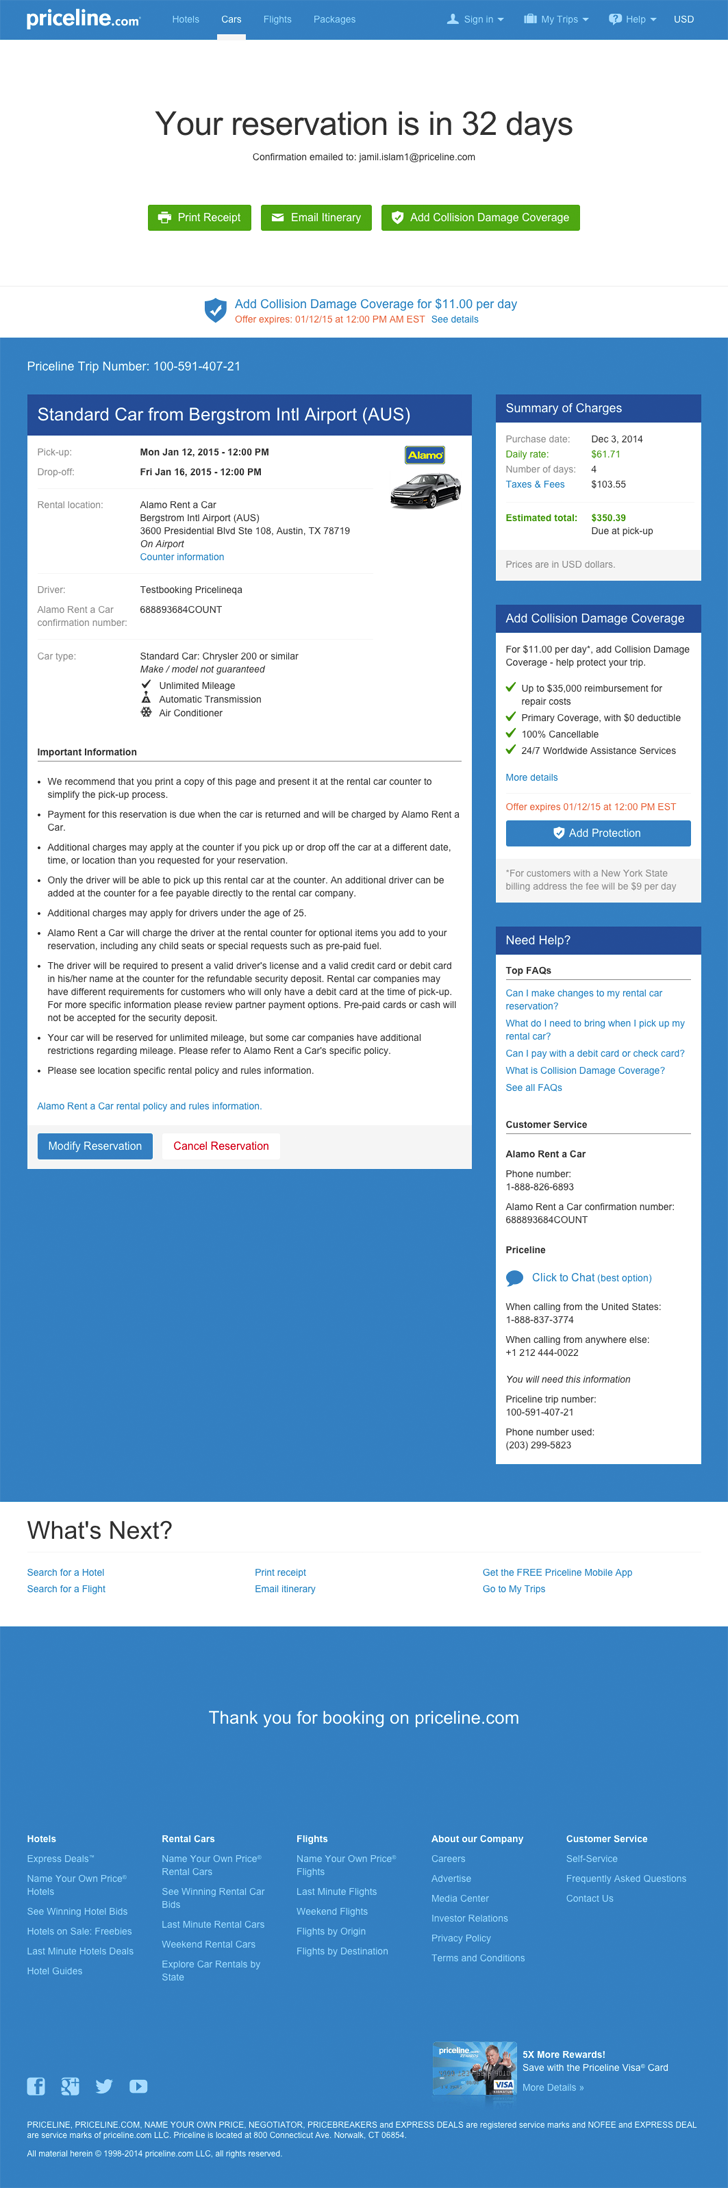 priceline.com
Hotels
Cars
Flights
Packages
Sign in
My Trips
Help
USD
Your reservation is in 32 days
Confirmation emailed to: jamil.islam1@priceline.com
Print Receipt
Email Itinerary
Add Collision Damage Coverage
Add Collision Damage Coverage for $11.00 per day
Offer expires: 01/12/15 at 12:00 PM AM EST See details
Priceline Trip Number: 100-591-407-21
Standard Car from Bergstrom Intl Airport (AUS)
Pick-up: Mon Jan 12, 2015 - 12:00 PM
Drop-off: Fri Jan 16, 2015 - 12:00 PM
Alamo
Rental location: Alamo Rent a Car
Bergstrom Intl Airport (AUS)
3600 Presidential Blvd Ste 108, Austin, TX 78719
On Airport
Counter information
Driver: Testbooking Pricelineqa
Alamo Rent a Car 688893684COUNT
confirmation number:
Car type: Standard Car: Chrysler 200 or similar
Make / model not guaranteed
Unlimited Mileage
Automatic Transmission
Air Conditioner
Important Information
• We recommend that you print a copy of this page and present it at the rental car counter to
simplify the pick-up process.
• Payment for this reservation is due when the car is returned and will be charged by Alamo Rent a
Car.
• Additional charges may apply at the counter if you pick up or drop off the car at a different date,
time, or location than you requested for your reservation.
• Only the driver will be able to pick up this rental car at the counter. An additional driver can be
added at the counter for a fee payable directly to the rental car company.
• Additional charges may apply for drivers under the age of 25.
• Alamo Rent a Car will charge the driver at the rental counter for optional items you add to your
reservation, including any child seats or special requests such as pre-paid fuel.
• The driver will be required to present a valid driver's license and a valid credit card or debit card
in his/her name at the counter for the refundable security deposit. Rental car companies may
have different requirements for customers who will only have a debit card at the time of pick-up.
For more specific information please review partner payment options. Pre-paid cards or cash will
not be accepted for the security deposit.
• Your car will be reserved for unlimited mileage, but some car companies have additional
restrictions regarding mileage. Please refer to Alamo Rent a Car's specific policy.
• Please see location specific rental policy and rules information.
Alamo Rent a Car rental policy and rules information.
Modify Reservation
Cancel Reservation
Summary of Charges
Purchase date: Dec 3, 2014
Daily rate: $61.71
Number of days: 4
Taxes & Fees $103.55
Estimated total: $350.39
Due at pick-up
Prices are in USD dollars.
Add Collision Damage Coverage
For $11.00 per day*, add Collision Damage
Coverage - help protect your trip.
Up to $35,000 reimbursement for
repair costs
Primary Coverage, with $0 deductible
100% Cancellable
24/7 Worldwide Assistance Services
More details
Offer expires 01/12/15 at 12:00 PM EST
Add Protection
*For customers with a New York State
billing address the fee will be $9 per day
Need Help?
Top FAQs
Can I make changes to my rental car
reservation?
What do I need to bring when I pick up my
rental car?
Can I pay with a debit card or check card?
What is Collision Damage Coverage?
See all FAQs
Customer Service
Alamo Rent a Car
Phone number:
1-888-826-6893
Alamo Rent a Car confirmation number:
688893684COUNT
Priceline
Click to Chat (best option)
When calling from the United States:
1-888-837-3774
When calling from anywhere else:
+1 212 444-0022
You will need this information
Priceline trip number:
100-591-407-21
Phone number used:
(203) 299-5823
What's Next?
Search for a Hotel
Search for a Flight
Print receipt
Email itinerary
Get the FREE Priceline Mobile App
Go to My Trips
Thank you for booking on priceline.com
Hotels
Express Deals™
Name Your Own Price®
Hotels
See Winning Hotel Bids
Hotels on Sale: Freebies
Last Minute Hotels Deals
Hotel Guides
Rental Cars
Name Your Own Price®
Rental Cars
See Winning Rental Car
Bids
Last Minute Rental Cars
Weekend Rental Cars
Explore Car Rentals by
State
Flights
Name Your Own Price®
Flights
Last Minute Flights
Weekend Flights
Flights by Origin
Flights by Destination
About our Company
Careers
Advertise
Media Center
Investor Relations
Privacy Policy
Terms and Conditions
Customer Service
Self-Service
Frequently Asked Questions
Contact Us
priceline
VISA
5X More Rewards!
Save with the Priceline Visa® Card
More Details »
PRICELINE, PRICELINE.COM, NAME YOUR OWN PRICE, NEGOTIATOR, PRICEBREAKERS and EXPRESS DEALS are registered service marks and NOFEE and EXPRESS DEAL
are service marks of priceline.com LLC. Priceline is located at 800 Connecticut Ave. Norwalk, CT 06854.
All material herein © 1998-2014 priceline.com LLC, all rights reserved.